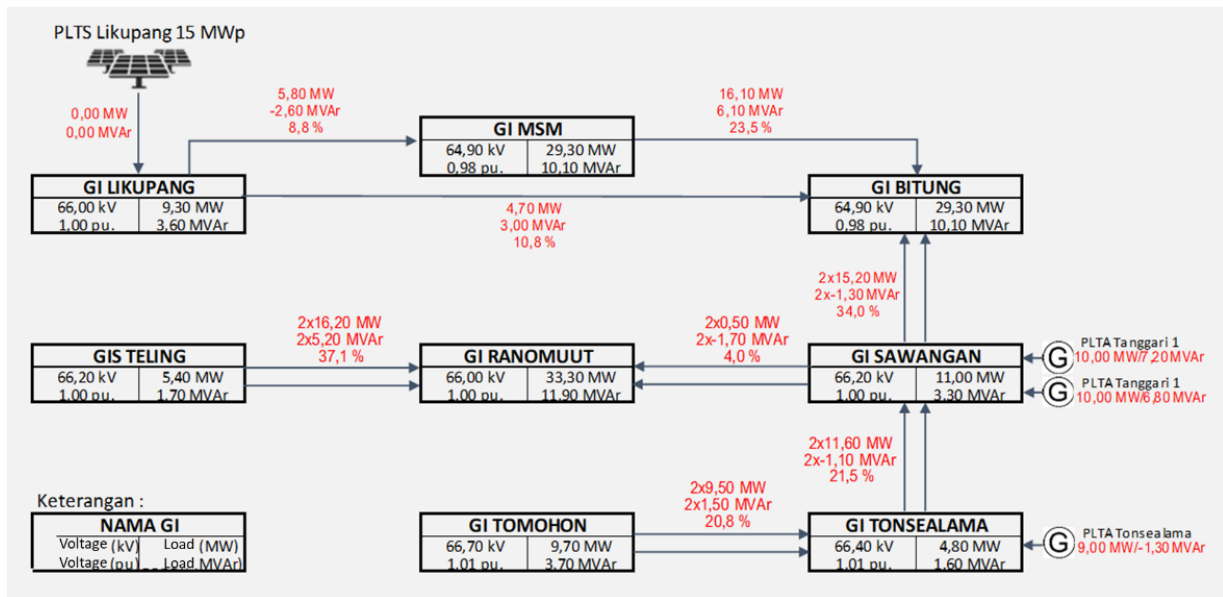 PLTS Likupang 15 MWp
0,00 MW
0,00 MVAr
5,80 MW
-2,60 MVAr
8,8 %
16,10 MW
6,10 MVAr
23,5 %
GI MSM
64,90 kV 29,30 MW
0,98 pu. 10,10 MVAr
GI LIKUPANG
66,00 kV 9,30 MW
1,00 pu. 3,60 MVAr
4,70 MW
3,00 MVAr
10,8 %
GI BITUNG
64,90 kV 29,30 MW
0,98 pu. 10,10 MVAr
2x15,20 MW
2x-1,30 MVAr
34,0 %
2x16,20 MW
2x5,20 MVAr
37,1 %
2x0,50 MW
2x-1,70 MVAr
4,0 %
GIS TELING
66,20 kV 5,40 MW
1,00 pu. 1,70 MVAr
GI RANOMUUT
66,00 kV 33,30 MW
1,00 pu. 11,90 MVAr
GI SAWANGAN
66,20 kV 11,00 MW
1,00 pu. 3,30 MVAr
G
PLTA Tanggari 1
10,00 MW/7,20 MVAr
G
PLTA Tanggari 1
10,00 MW/6,80 MVAr
2x11,60 MW
2x-1,10 MVAr
21,5 %
2x9,50 MW
2x1,50 MVAr
20,8 %
Keterangan :
NAMA GI
Voltage (kV) Load (MW)
Voltage (pu) Load MVAr)
GI TOMOHON
66,70 kV 9,70 MW
1,01 pu. 3,70 MVAr
GI TONSEALAMA
66,40 kV 4,80 MW
1,01 pu. 1,60 MVAr
G
PLTA Tonsealama
9,00 MW/-1,30 MVAr